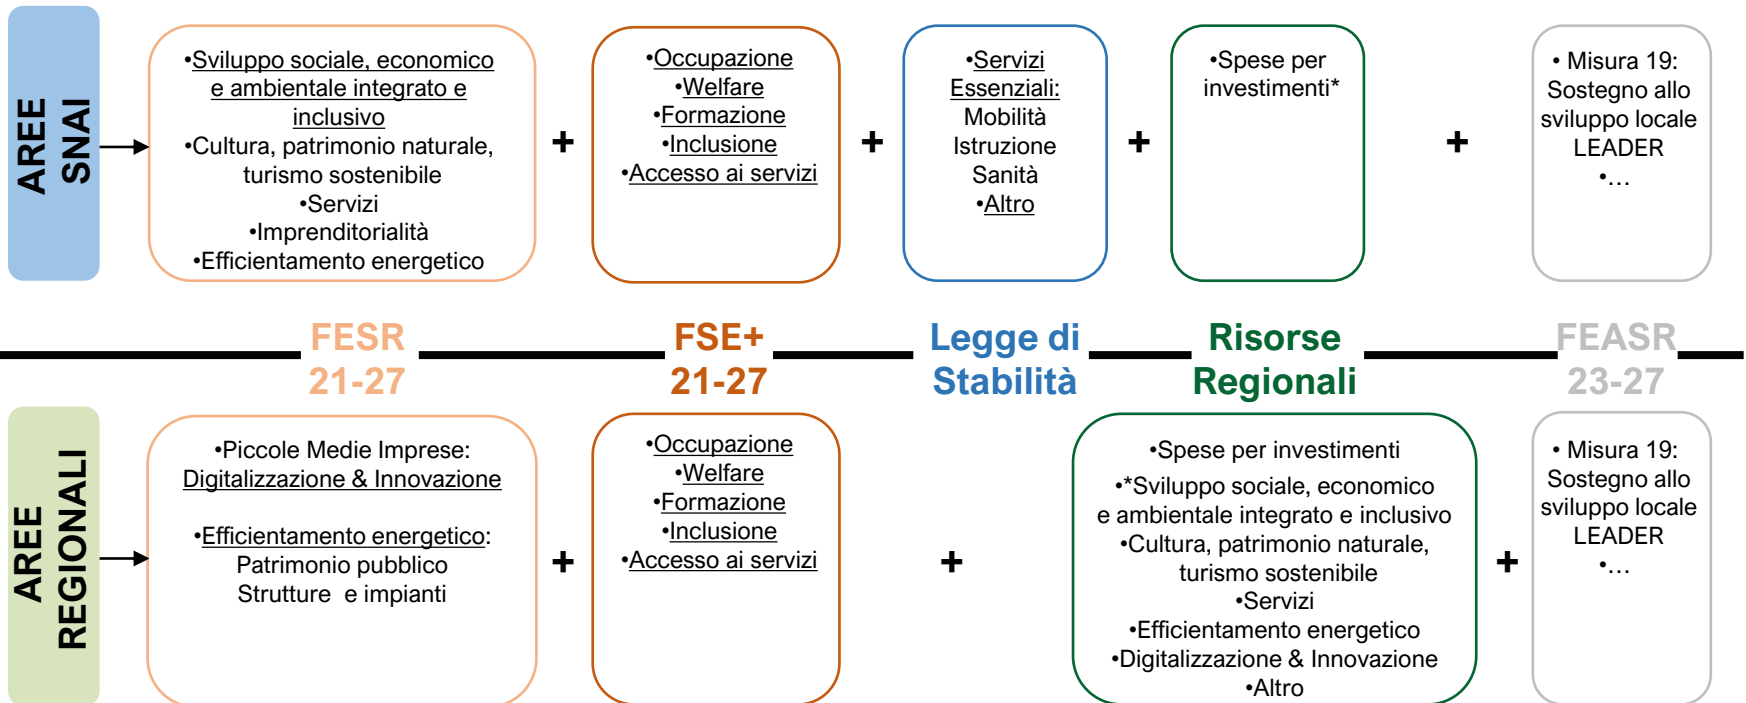 AREE
SNAI
•Sviluppo sociale, economico
e ambientale integrato e
inclusivo
•Cultura, patrimonio naturale,
turismo sostenibile
•Servizi
•Imprenditorialità
•Efficientamento energetico
+
•Occupazione
•Welfare
•Formazione
•Inclusione
•Accesso ai servizi
+
•Servizi
Essenziali:
Mobilità
Istruzione
Sanità
•Altro
+
•Spese per
investimenti*
+
• Misura 19:
Sostegno allo
sviluppo locale
LEADER
•…
FESR
21-27
FSE+
21-27
Legge di
Stabilità
Risorse
Regionali
FEASR
23-27
AREE
REGIONALI
•Piccole Medie Imprese:
Digitalizzazione & Innovazione
•Efficientamento energetico:
Patrimonio pubblico
Strutture e impianti
+
•Occupazione
•Welfare
•Formazione
•Inclusione
•Accesso ai servizi
+
•Spese per investimenti
•*Sviluppo sociale, economico
e ambientale integrato e inclusivo
•Cultura, patrimonio naturale,
turismo sostenibile
•Servizi
•Efficientamento energetico
•Digitalizzazione & Innovazione
•Altro
+
• Misura 19:
Sostegno allo
sviluppo locale
LEADER
•…